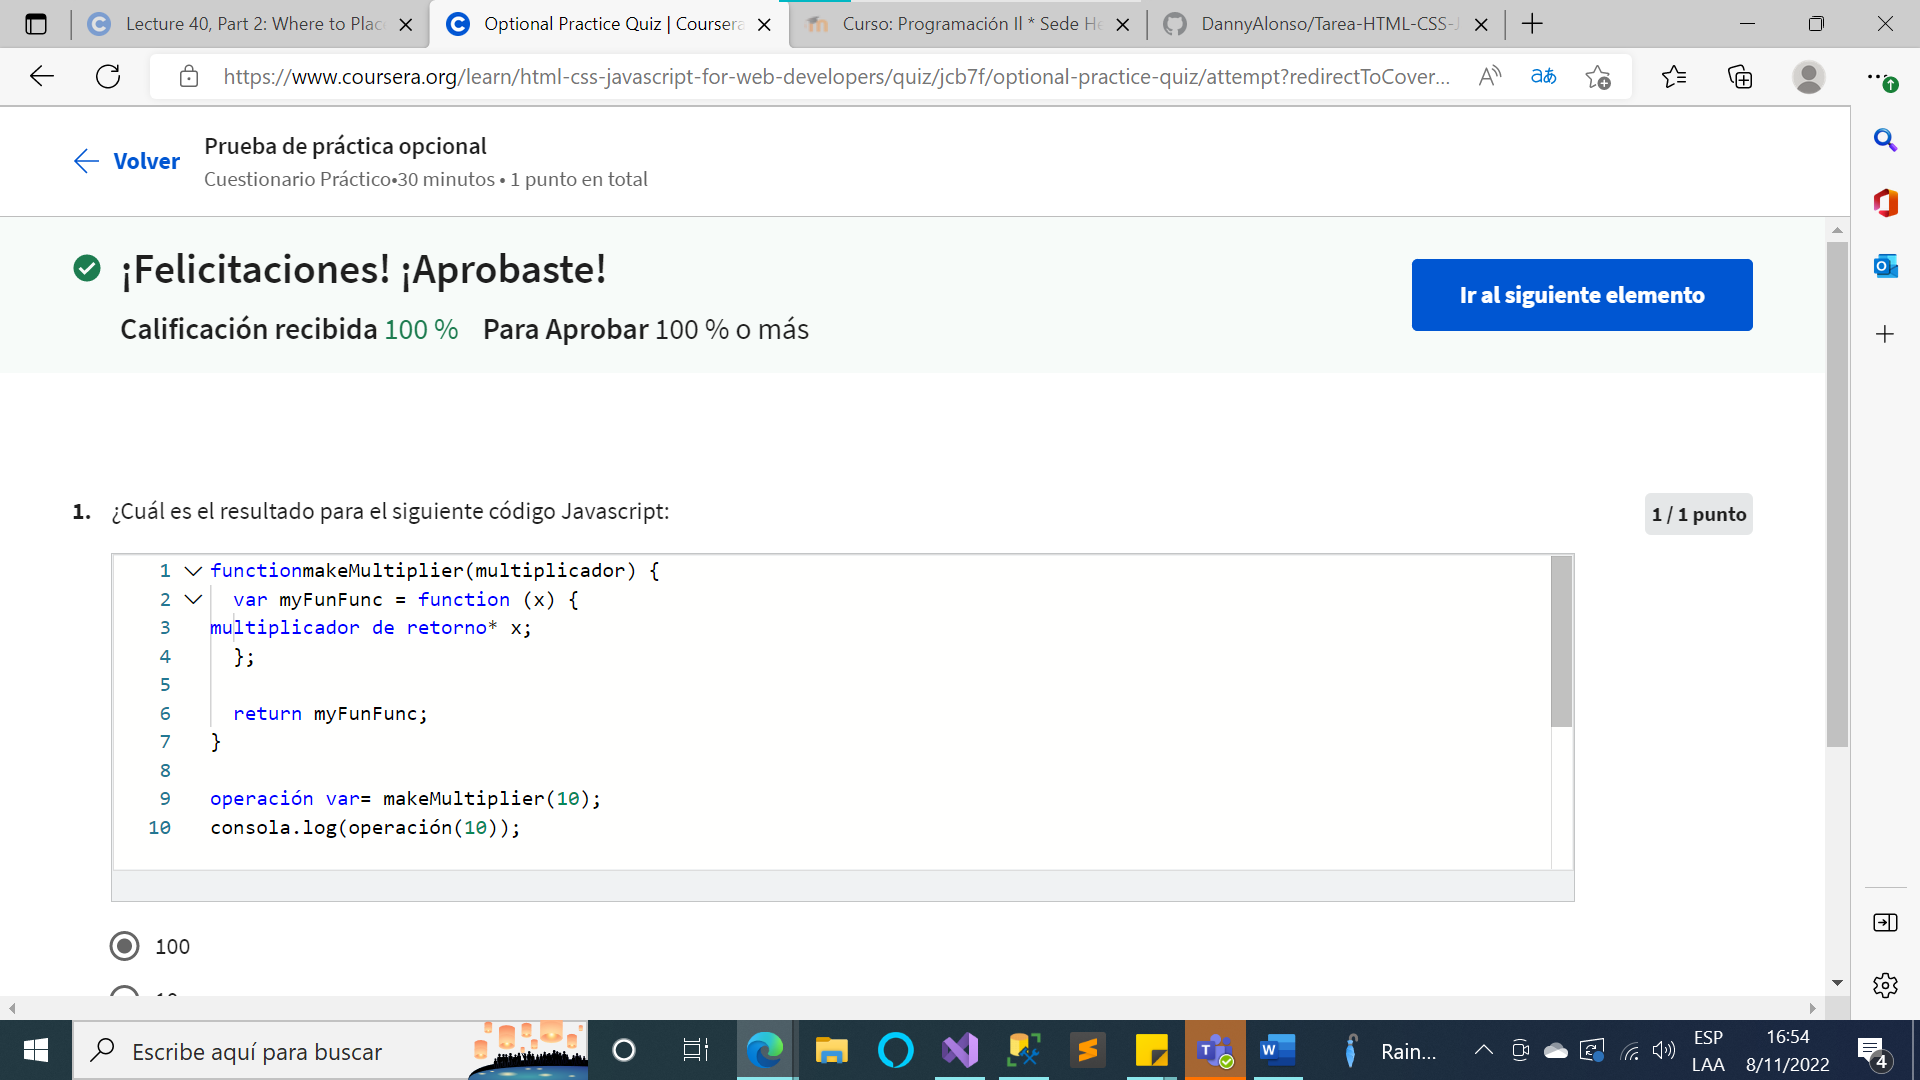 Lecture 40, Part 2: Where to Plac
Optional Practice Quiz | Coursera
Curso: Programación II * Sede He
DannyAlonso/Tarea-HTML-CSS-J
https://www.coursera.org/learn/html-css-javascript-for-web-developers/quiz/jcb7f/optional-practice-quiz/attempt?redirectToCover...
aあ
Volver
Prueba de práctica opcional
Cuestionario Práctico•30 minutos • 1 punto en total
¡Felicitaciones! ¡Aprobaste!
Calificación recibida 100 % Para Aprobar 100 % o más
Ir al siguiente elemento
1. ¿Cuál es el resultado para el siguiente código Javascript:
1 / 1 punto
1 functionmakeMultiplier(multiplicador) {
2 var myFunFunc = function (x) {
3 multiplicador de retorno* x;
4 };
5
6 return myFunFunc;
7 }
8
9 operación var= makeMultiplier(10);
10 consola.log(operación(10));
100
Escribe aquí para buscar
Rain...
ESP
LAA
16:54
8/11/2022
4